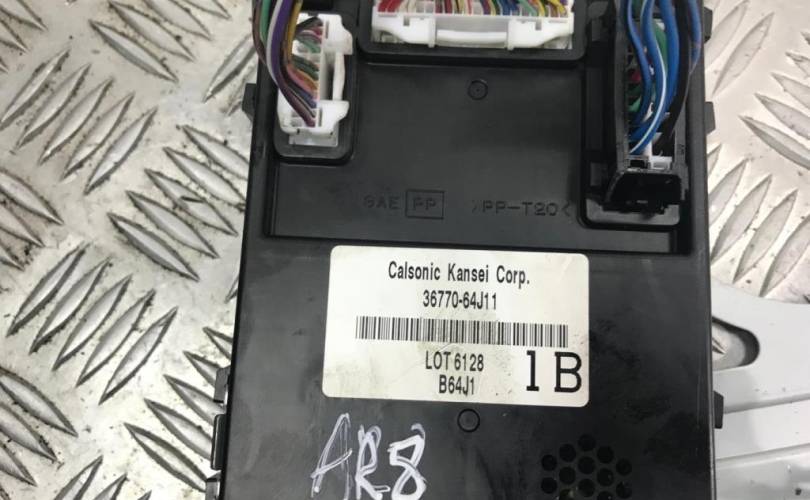 SAE PP >PP-T20<
Calsonic Kansei Corp.
36770-64J11
LOT 6128
B64J1
1B
AR8